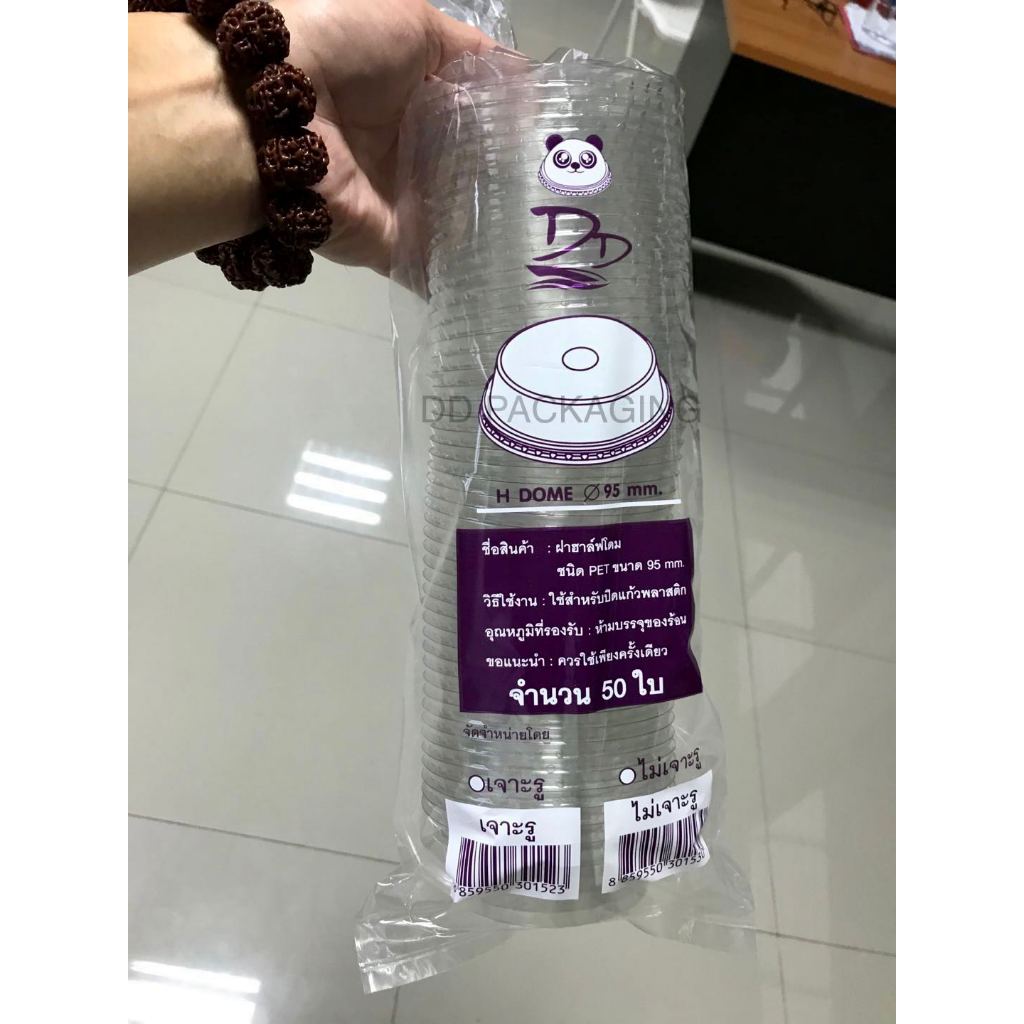 DD
DD PACKAGING
H DOME Ø 95 mm.
ชื่อสินค้า : ฝาฮาล์ฟโดม
ชนิด PET ขนาด 95 mm.
วิธีใช้งาน : ใช้สำหรับปิดแก้วพลาสติก
อุณหภูมิที่รองรับ : ห้ามบรรจุของร้อน
ขอแนะนำ : ควรใช้เพียงครั้งเดียว
จำนวน 50 ใบ
จัดจำหน่ายโดย
เจาะรู ไม่เจาะรู
เจาะรู ไม่เจาะรู
859550 301523 8 859550 30153